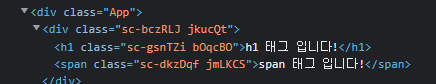 ▼<div class="App">
▼<div class="sc-bczRLJ jkucQt">
<h1 class="sc-gsnTZi bOqcBO">h1 태그 입니다!</h1>
<span class="sc-dkzDqf jmLKCS">span 태그 입니다!</span>
</div>